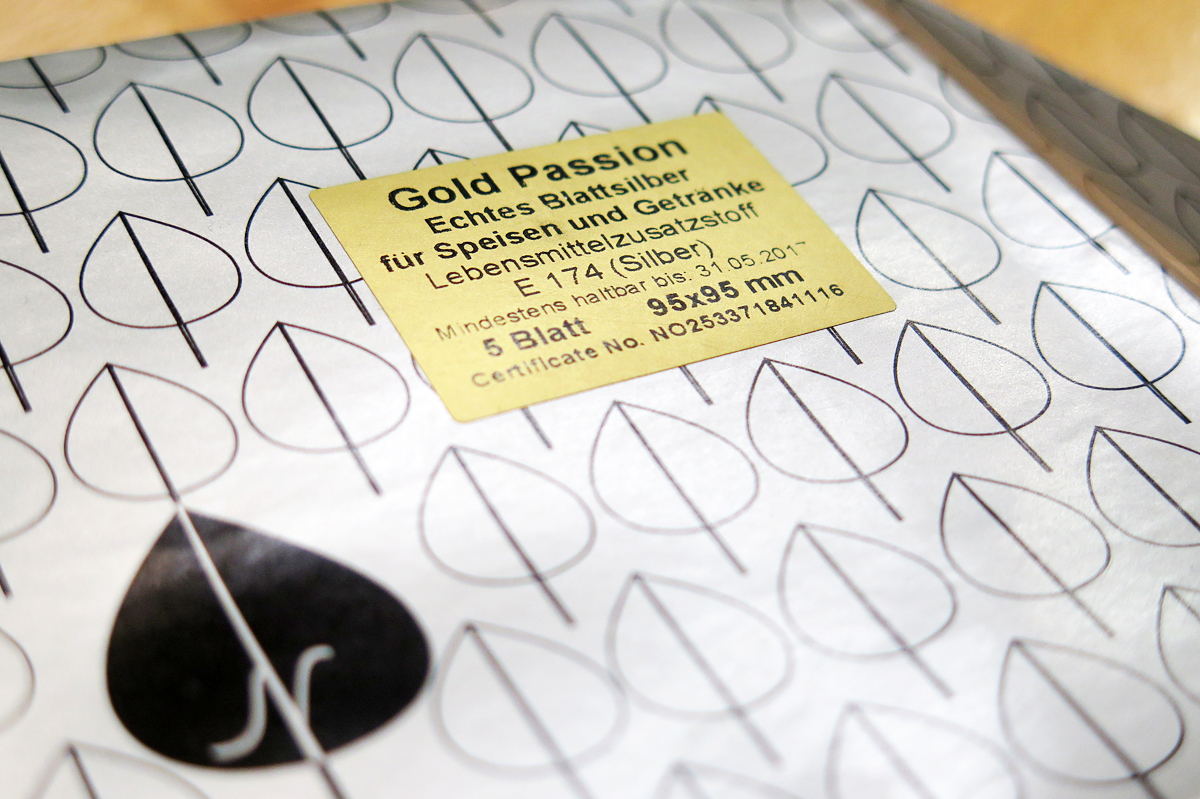 Gold Passion
Echtes Blattsilber
für Speisen und Getränke
Lebensmittelzusatzstoff
E 174 (Silber)
Mindestens haltbar bis: 31.05.2017
5 Blatt 95x95 mm
Certificate No. NO253371841116
N